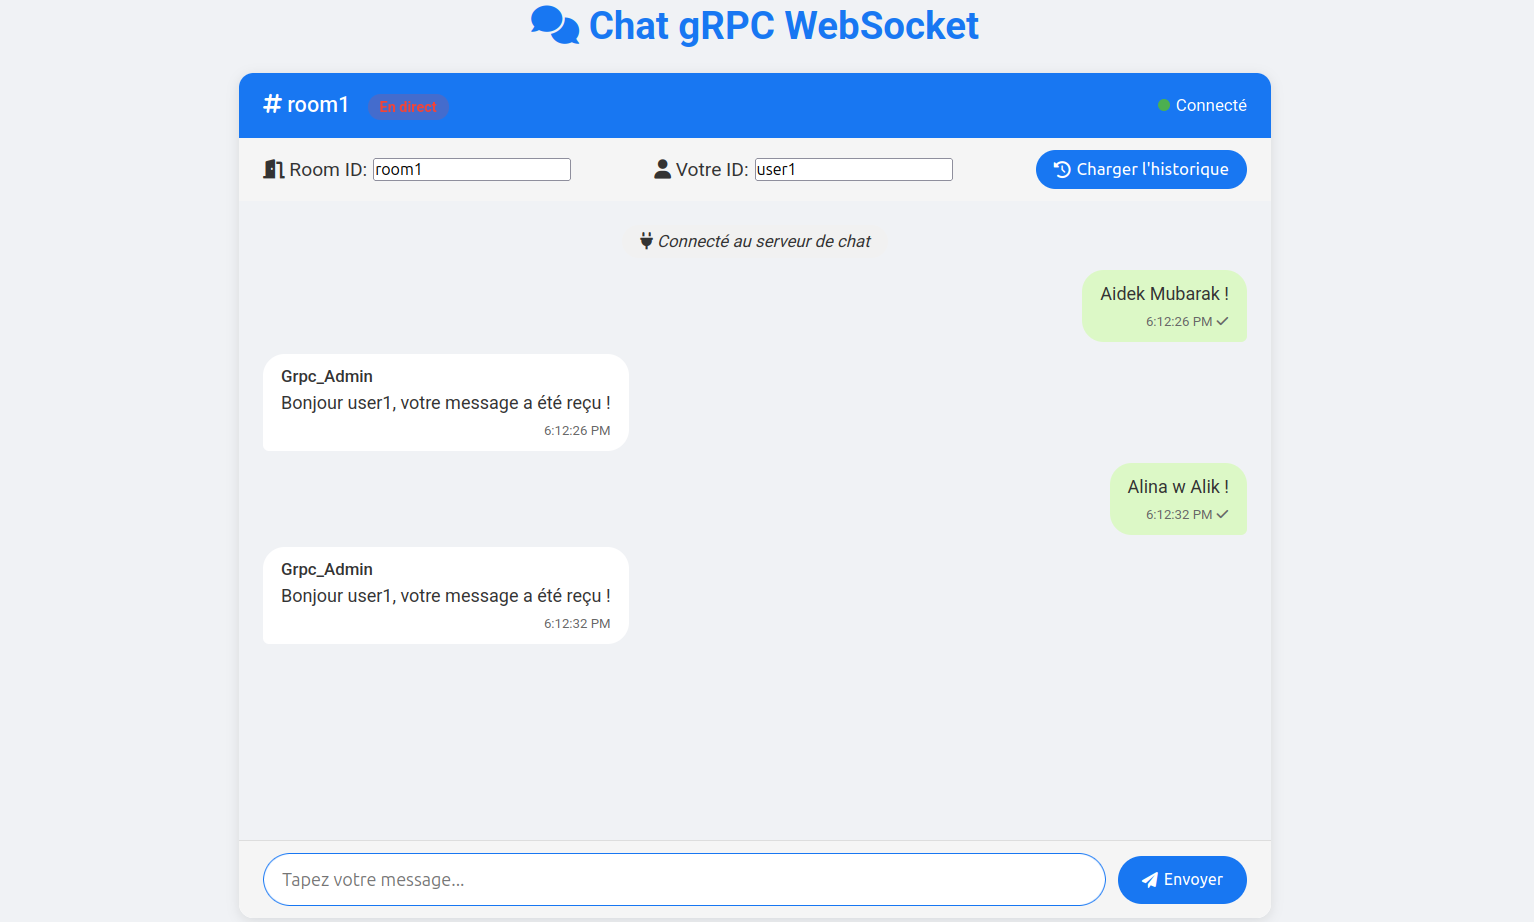 Chat gRPC WebSocket
# room1 En direct Connecté
Room ID: room1 Votre ID: user1 Charger l'historique
Connecté au serveur de chat
Aidek Mubarak !
6:12:26 PM ✓
Grpc_Admin
Bonjour user1, votre message a été reçu !
6:12:26 PM
Alina w Alik !
6:12:32 PM ✓
Grpc_Admin
Bonjour user1, votre message a été reçu !
6:12:32 PM
Tapez votre message... Envoyer